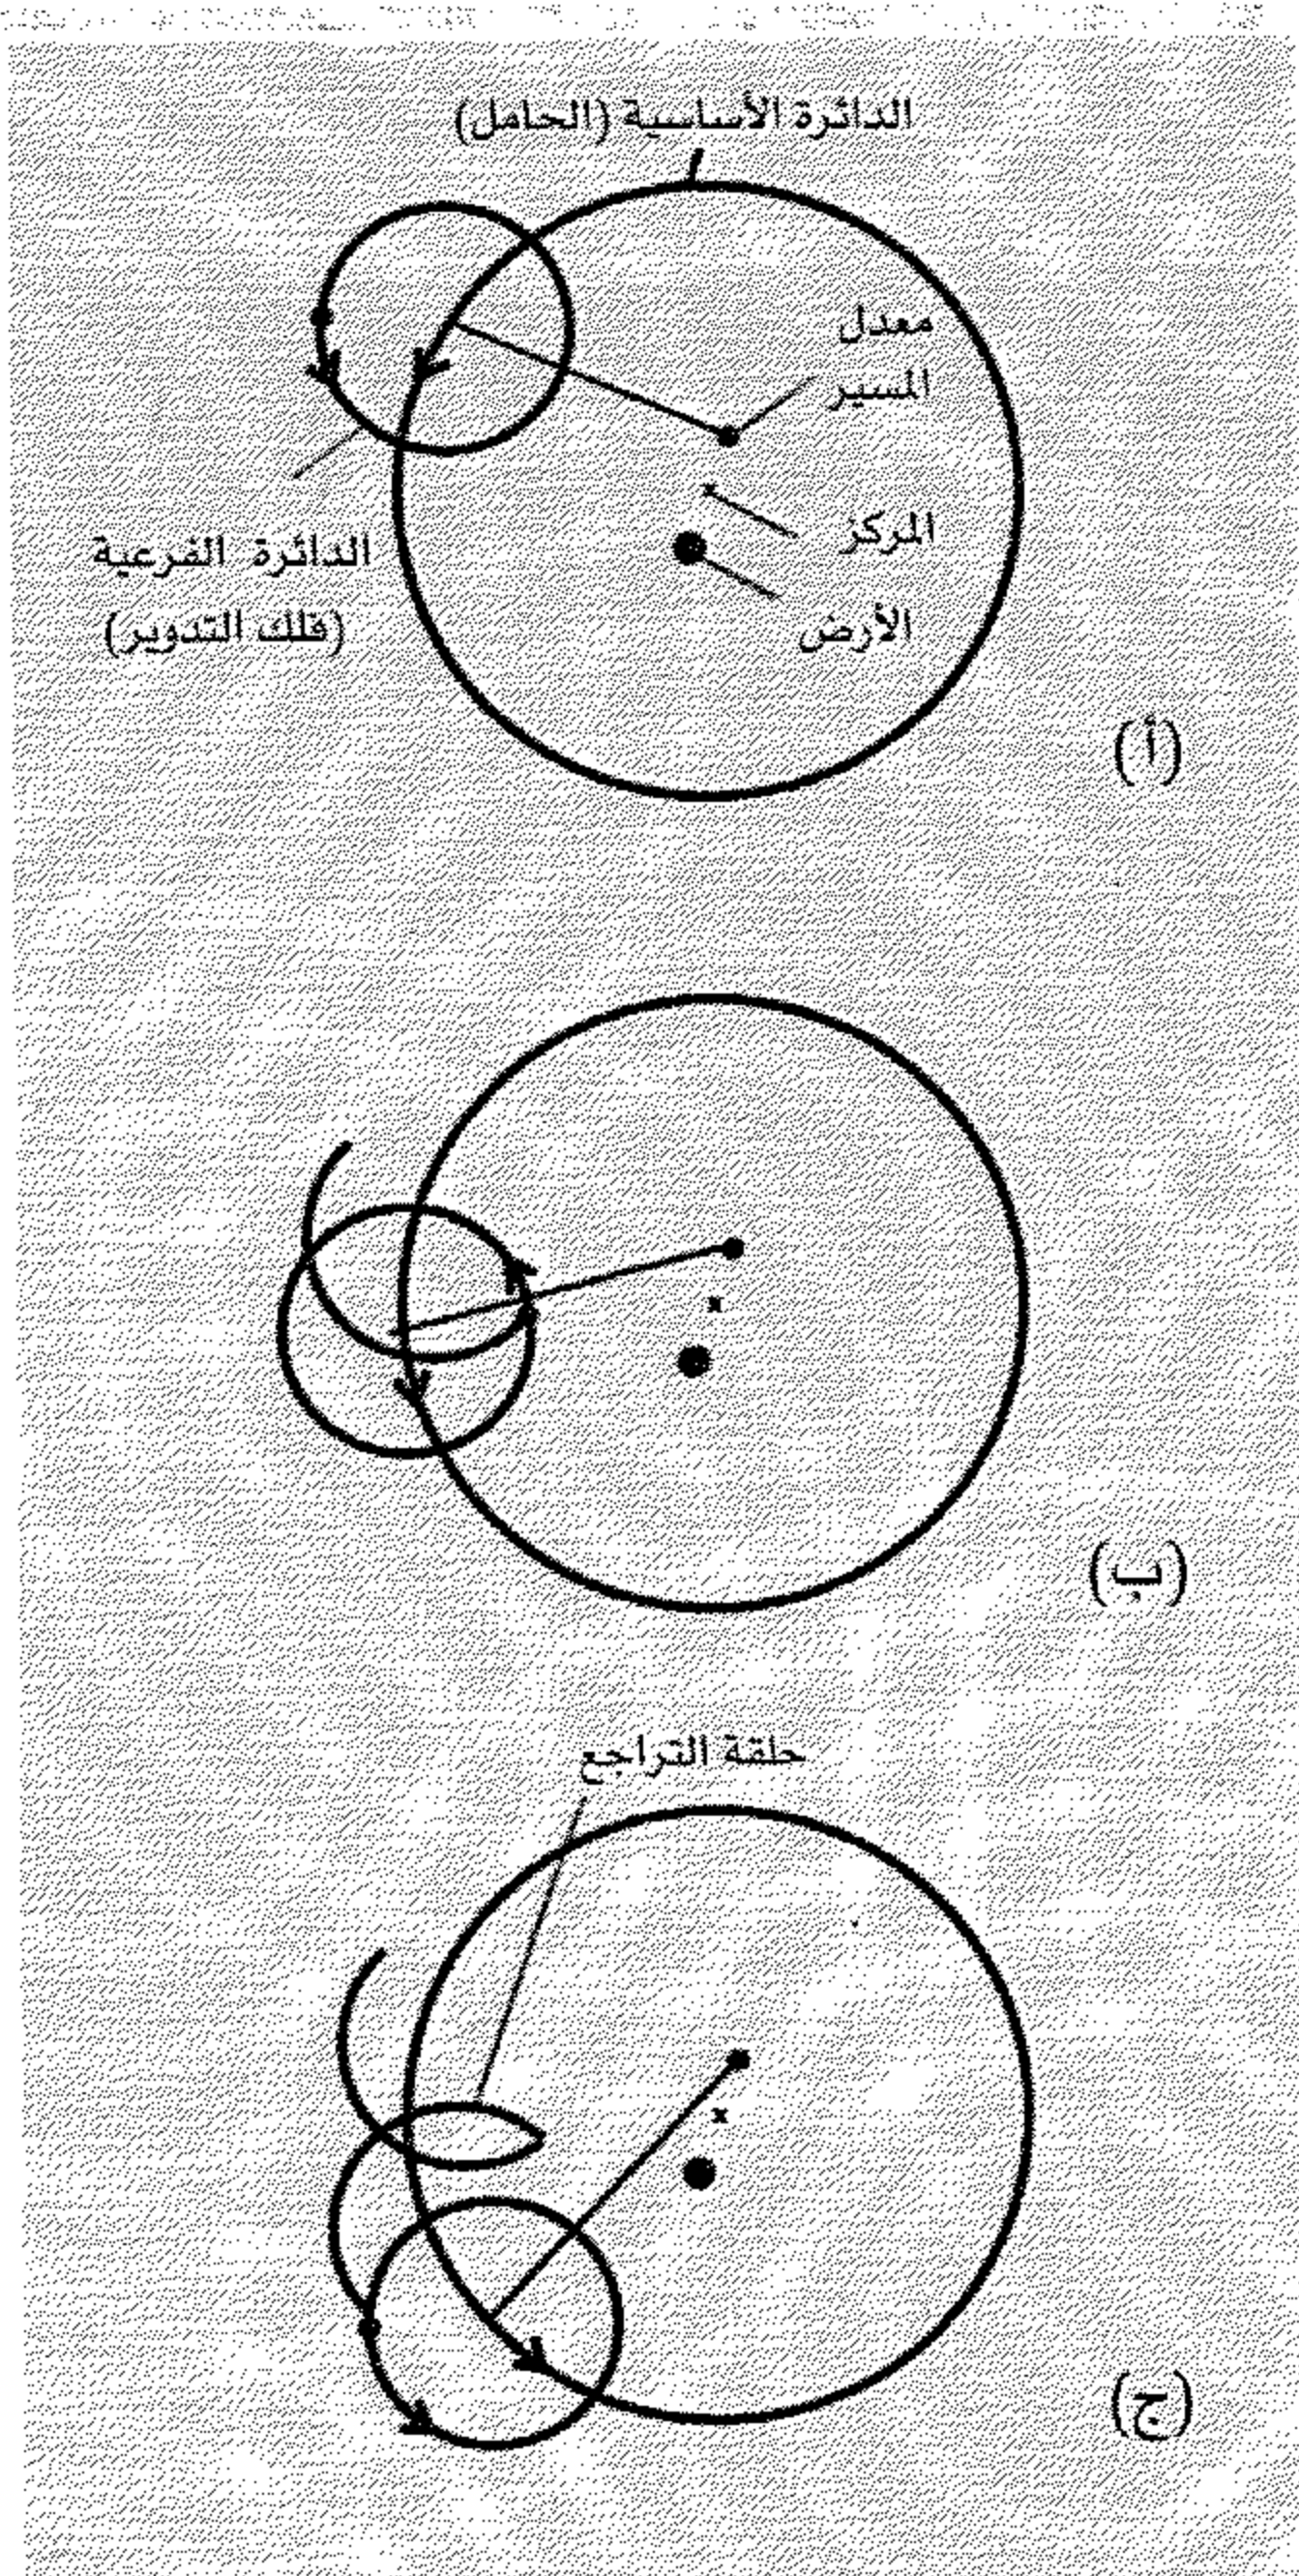 الدائرة الأساسية (الحامل)
معدل
المسير
المركز
الأرض
الدائرة الفرعية
(فلك التدوير)
(أ)
(ب)
حلقة التراجع
(ج)